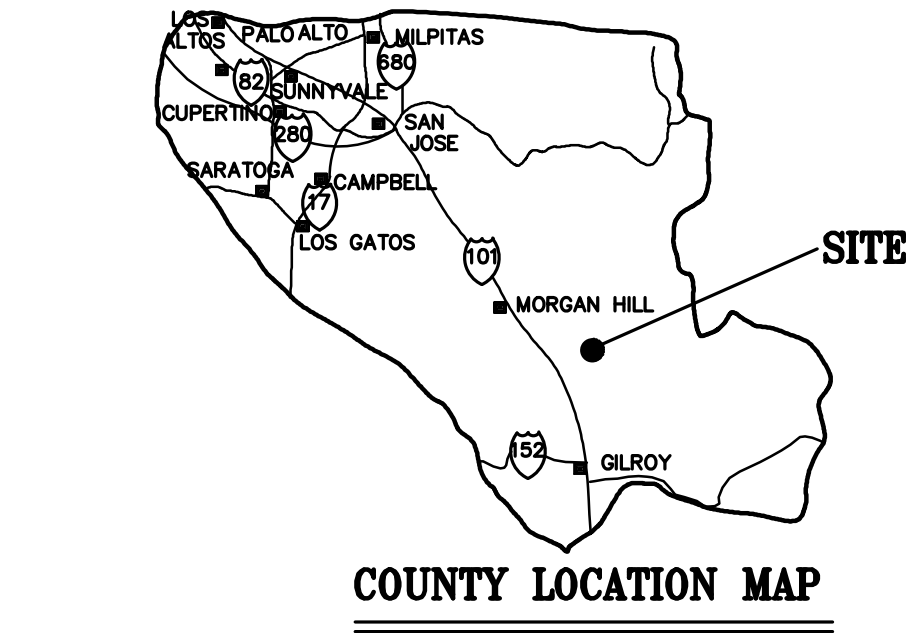 LOS
ALTOS
PALO ALTO
MILPITAS
680
82
SUNNYVALE
CUPERTINO
280
SAN
JOSE
SARATOGA
CAMPBELL
17
LOS GATOS
101
SITE
MORGAN HILL
152
GILROY
COUNTY LOCATION MAP